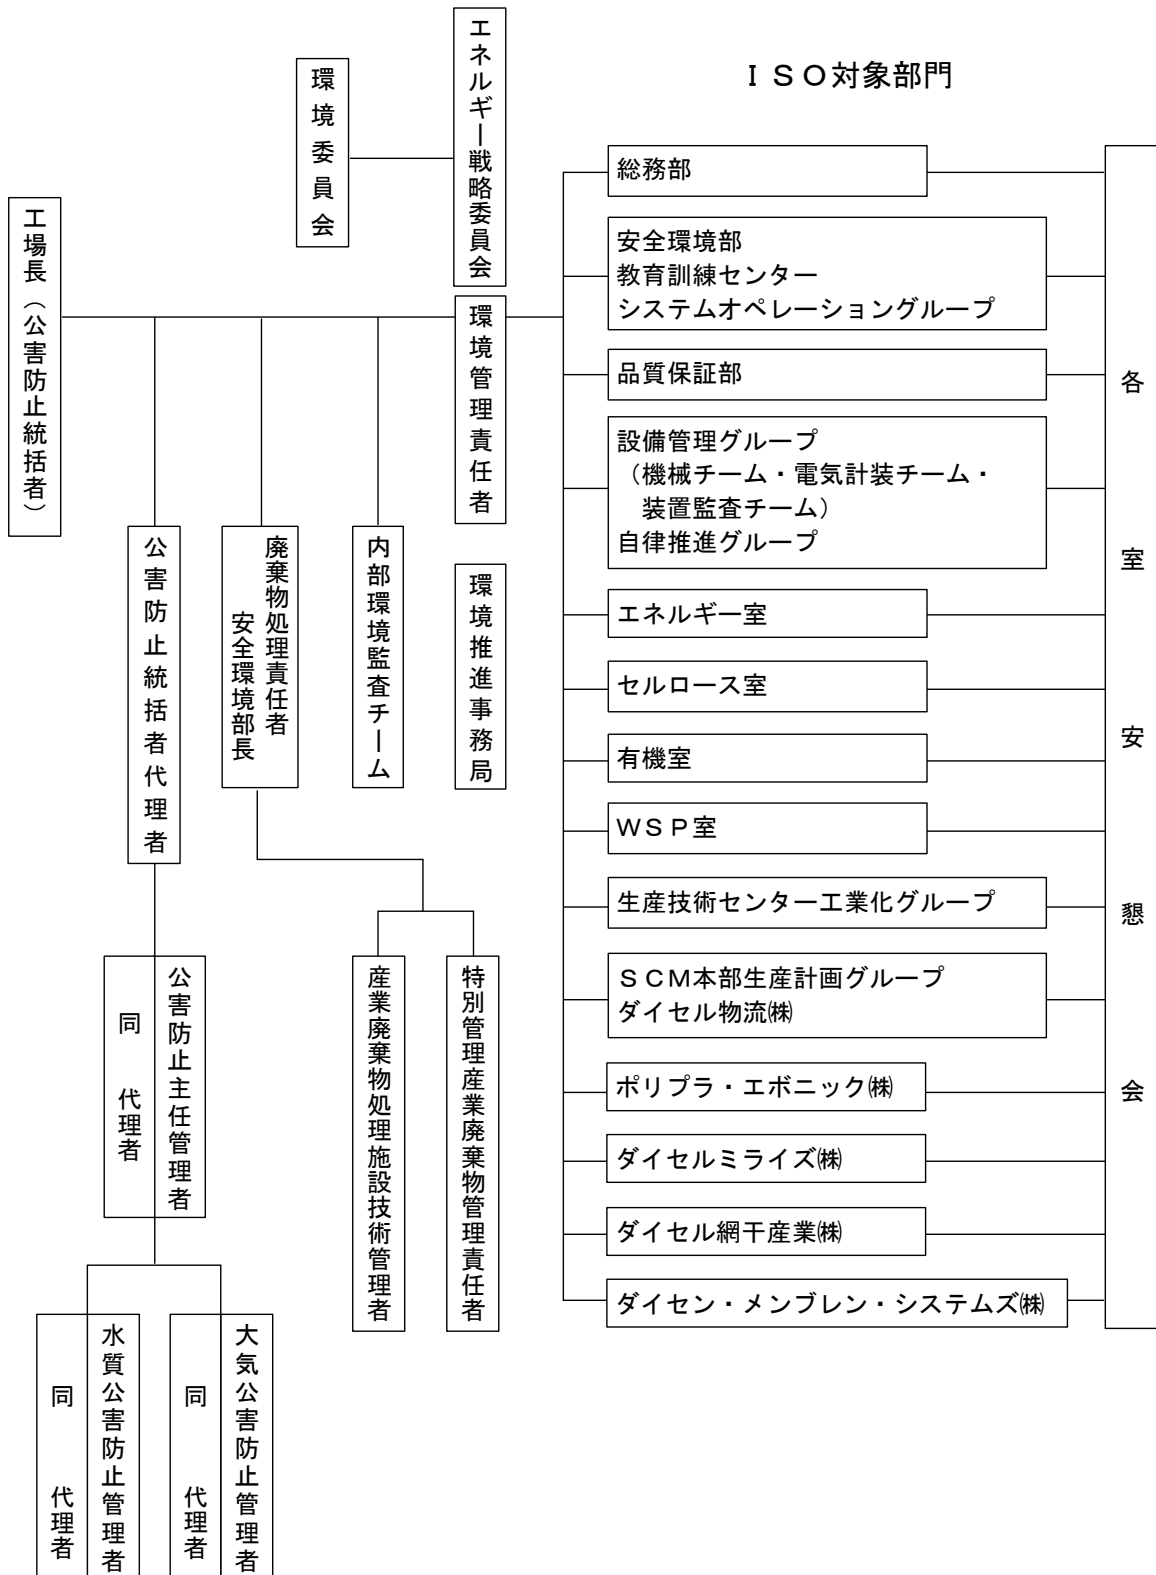 ＩＳＯ対象部門
エネルギー戦略委員会
環境委員会
工場長（公害防止統括者）
環境管理責任者
環境推進事務局
内部環境監査チーム
廃棄物処理責任者
安全環境部長
公害防止統括者代理者
特別管理産業廃棄物管理責任者
産業廃棄物処理施設技術管理者
公害防止主任管理者
同　代理者
大気公害防止管理者
同　代理者
水質公害防止管理者
同　代理者
総務部
安全環境部
教育訓練センター
システムオペレーショングループ
品質保証部
設備管理グループ
（機械チーム・電気計装チーム・
装置監査チーム）
自律推進グループ
エネルギー室
セルロース室
有機室
ＷＳＰ室
生産技術センター工業化グループ
ＳＣＭ本部生産計画グループ
ダイセル物流㈱
ポリプラ・エボニック㈱
ダイセルミライズ㈱
ダイセル網干産業㈱
ダイセン・メンブレン・システムズ㈱
各室安懇会